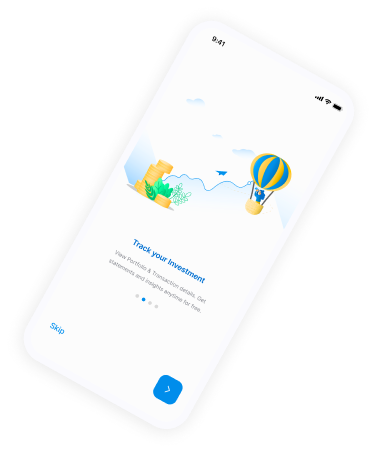 9:41
Track your Investment
View Portfolio & Transaction details. Get
statements and insights anytime for free.
Skip